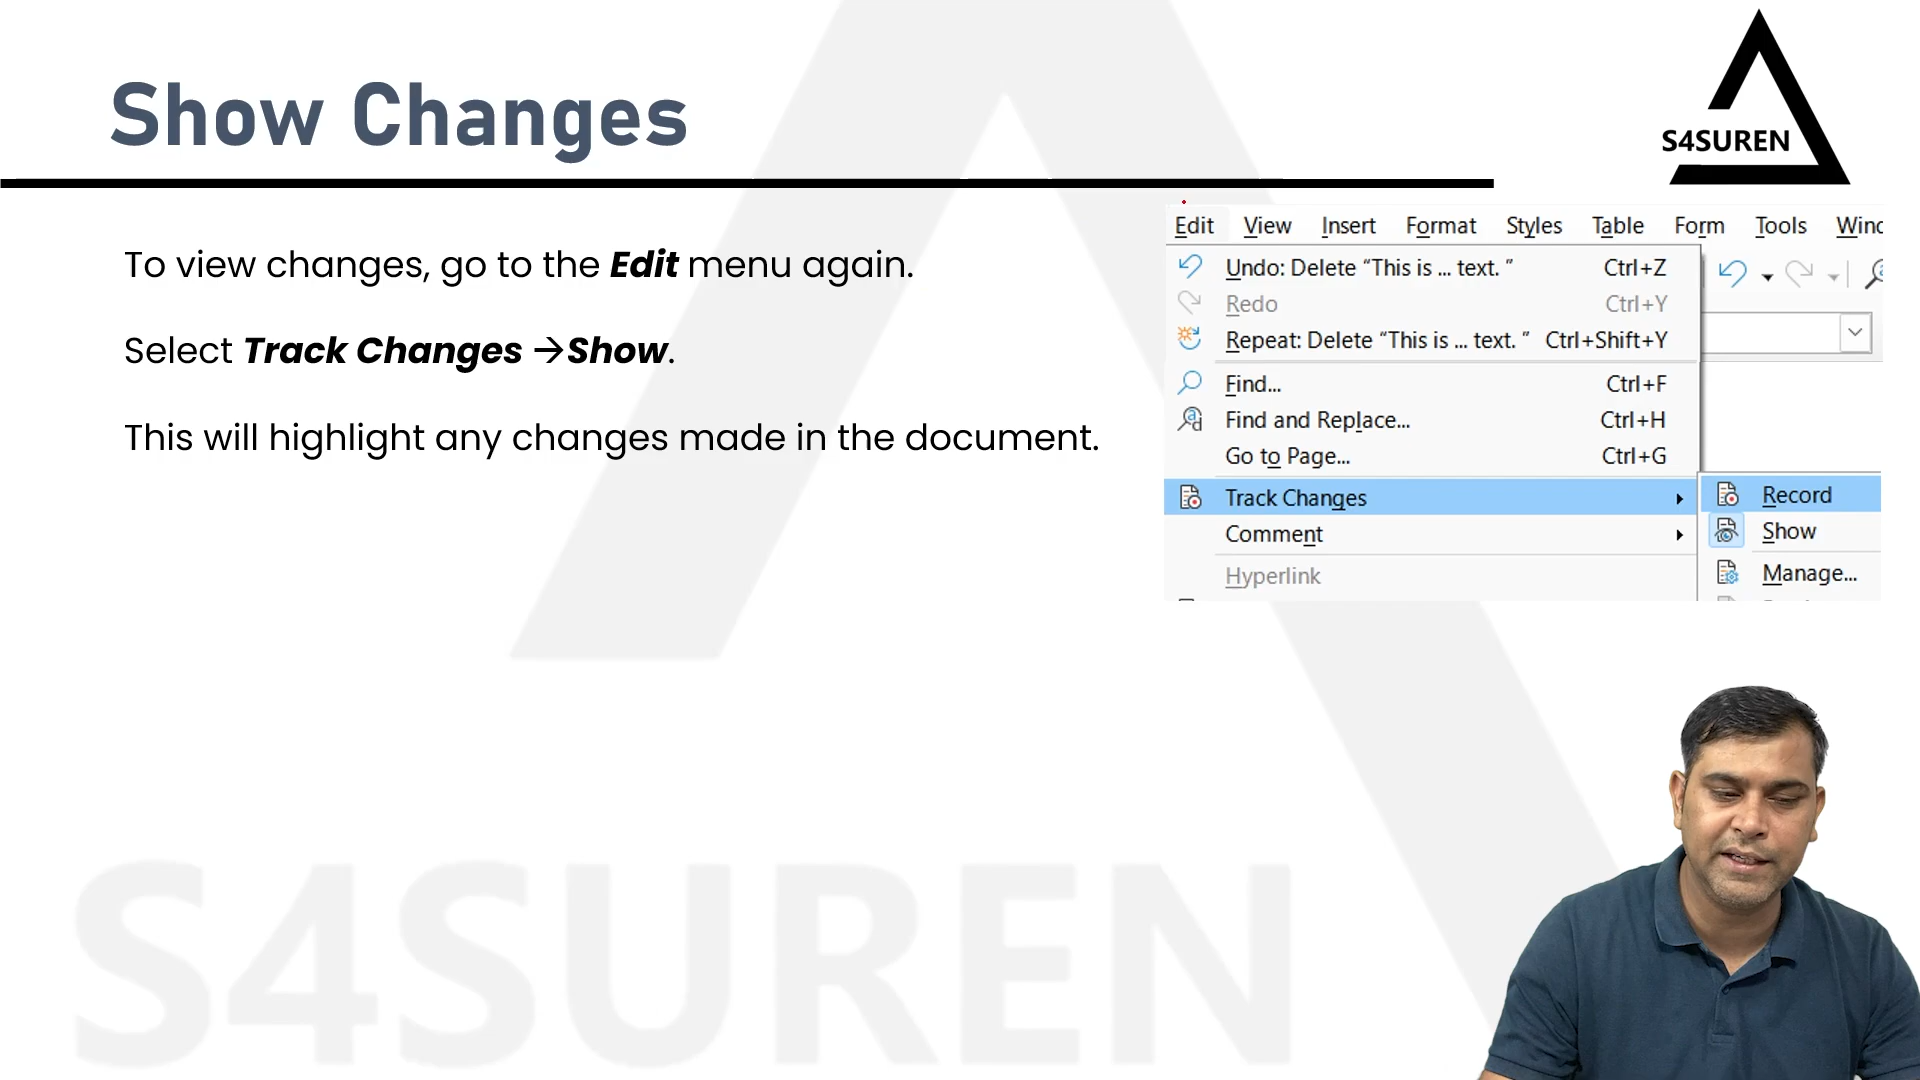 Show Changes
S4SUREN
To view changes, go to the Edit menu again.
Select Track Changes →Show.
This will highlight any changes made in the document.
Edit View Insert Format Styles Table Form Tools
Undo: Delete “This is ... text. ” Ctrl+Z
Redo Ctrl+Y
Repeat: Delete “This is ... text. ” Ctrl+Shift+Y
Find... Ctrl+F
Find and Replace... Ctrl+H
Go to Page... Ctrl+G
Track Changes
Comment
Hyperlink
Record
Show
Manage...
S4SUREN